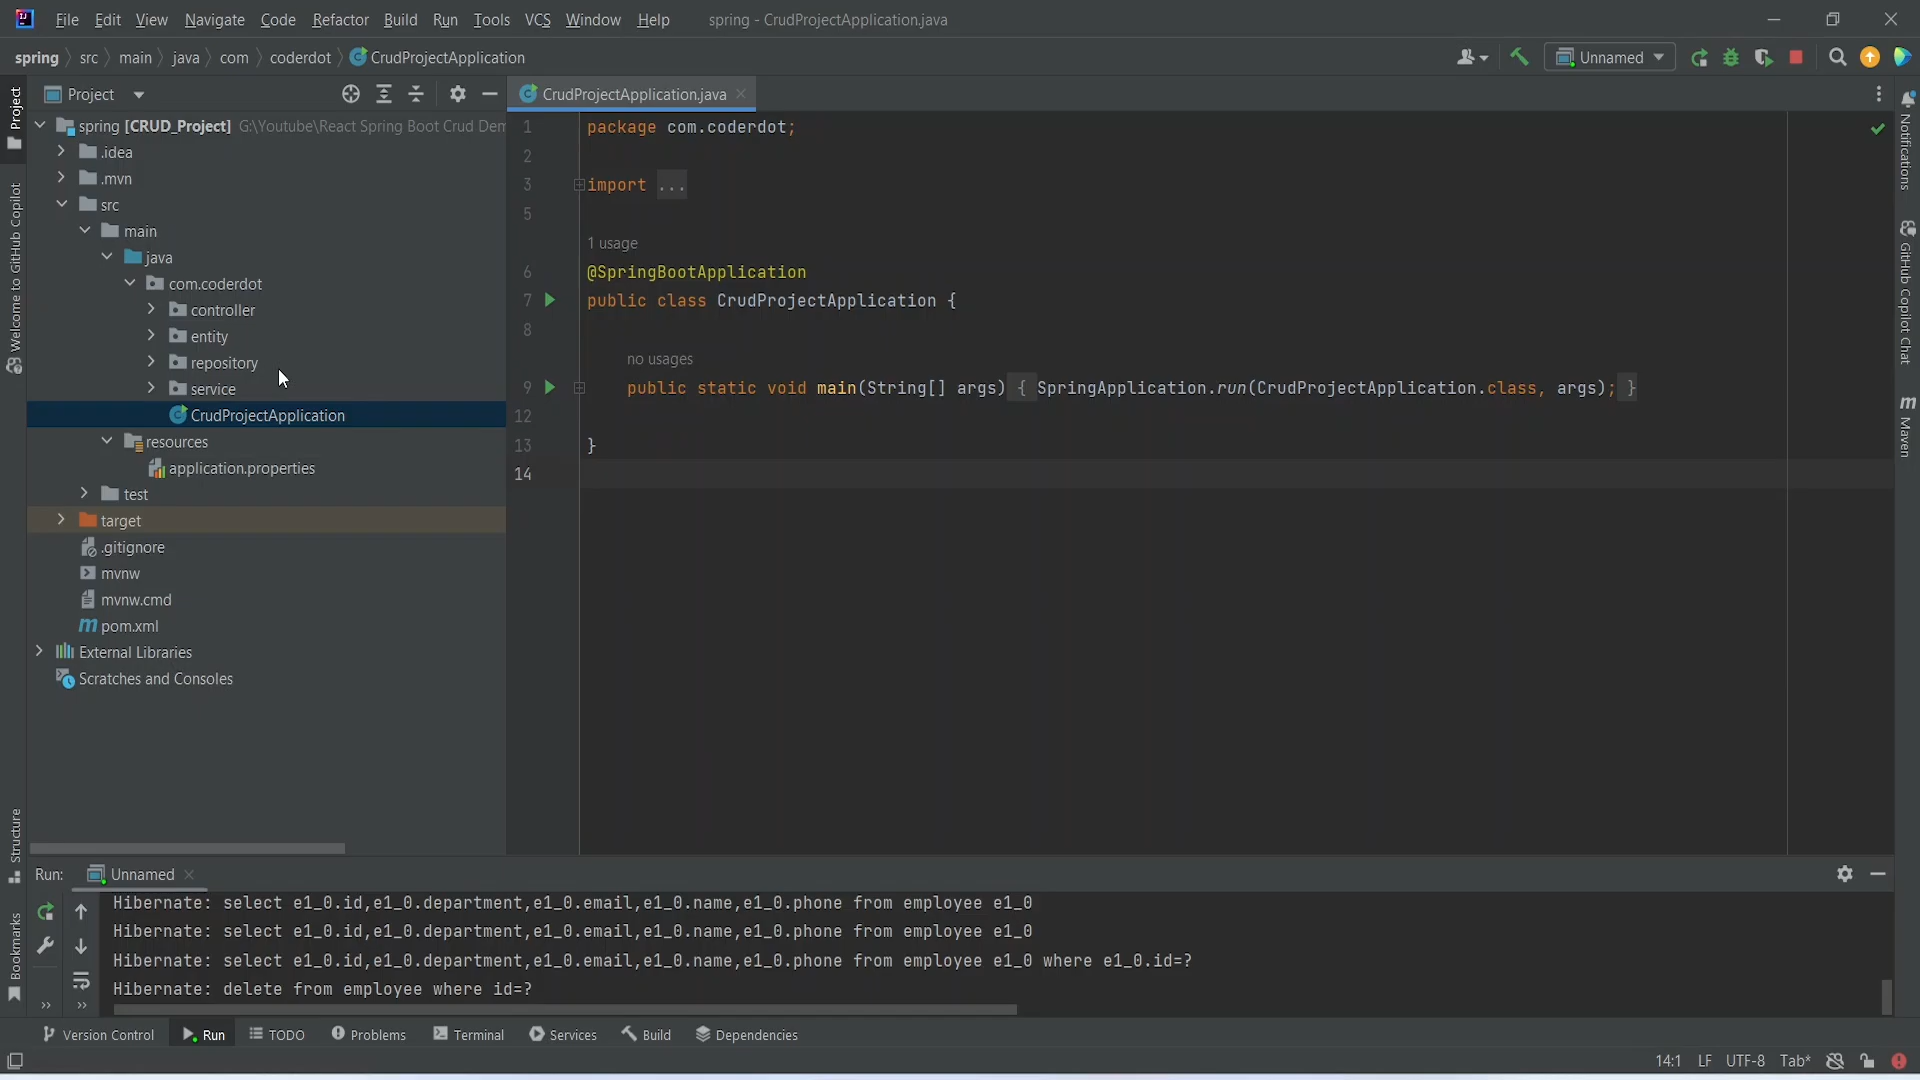 File Edit View Navigate Code Refactor Build Run Tools VCS Window Help spring - CrudProjectApplication.java
spring src main java com coderdot CrudProjectApplication Unnamed
Project CrudProjectApplication.java
spring [CRUD_Project] G:\Youtube\React Spring Boot Crud Dem
.idea
.mvn
src
main
java
com.coderdot
controller
entity
repository
service
CrudProjectApplication
resources
application.properties
test
target
.gitignore
mvnw
mvnw.cmd
pom.xml
External Libraries
Scratches and Consoles
Project
Welcome to GitHub Copilot
Structure
Bookmarks
1 package com.coderdot;
2
3 import ...
5
1 usage
6 @SpringBootApplication
7 public class CrudProjectApplication {
8
no usages
9 public static void main(String[] args) { SpringApplication.run(CrudProjectApplication.class, args); }
12
13 }
14
Notifications
GitHub Copilot Chat
Maven
Run: Unnamed
Hibernate: select e1_0.id,e1_0.department,e1_0.email,e1_0.name,e1_0.phone from employee e1_0
Hibernate: select e1_0.id,e1_0.department,e1_0.email,e1_0.name,e1_0.phone from employee e1_0
Hibernate: select e1_0.id,e1_0.department,e1_0.email,e1_0.name,e1_0.phone from employee e1_0 where e1_0.id=?
Hibernate: delete from employee where id=?
Version Control Run TODO Problems Terminal Services Build Dependencies
14:1 LF UTF-8 Tab*